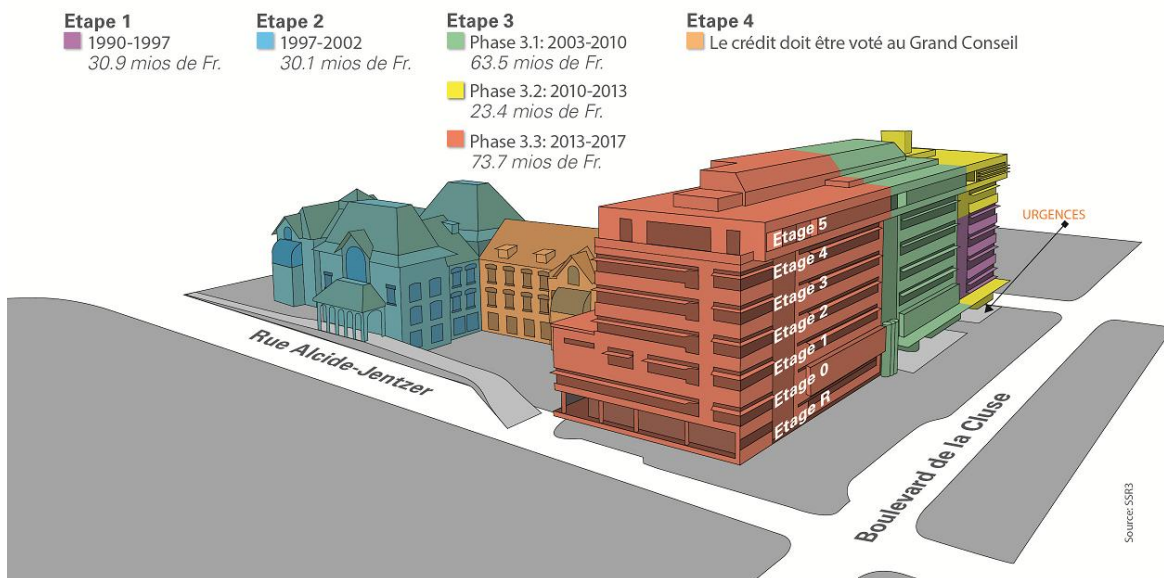 Etape 1
1990-1997
30.9 mios de Fr.
Etape 2
1997-2002
30.1 mios de Fr.
Etape 3
Phase 3.1: 2003-2010
63.5 mios de Fr.
Phase 3.2: 2010-2013
23.4 mios de Fr.
Phase 3.3: 2013-2017
73.7 mios de Fr.
Etape 4
Le crédit doit être voté au Grand Conseil
URGENCES
Etage 5
Etage 4
Etage 3
Etage 2
Etage 1
Etage 0
Etage R
Rue Alcide-Jentzer
Boulevard de la Cluse
Source: SSR3